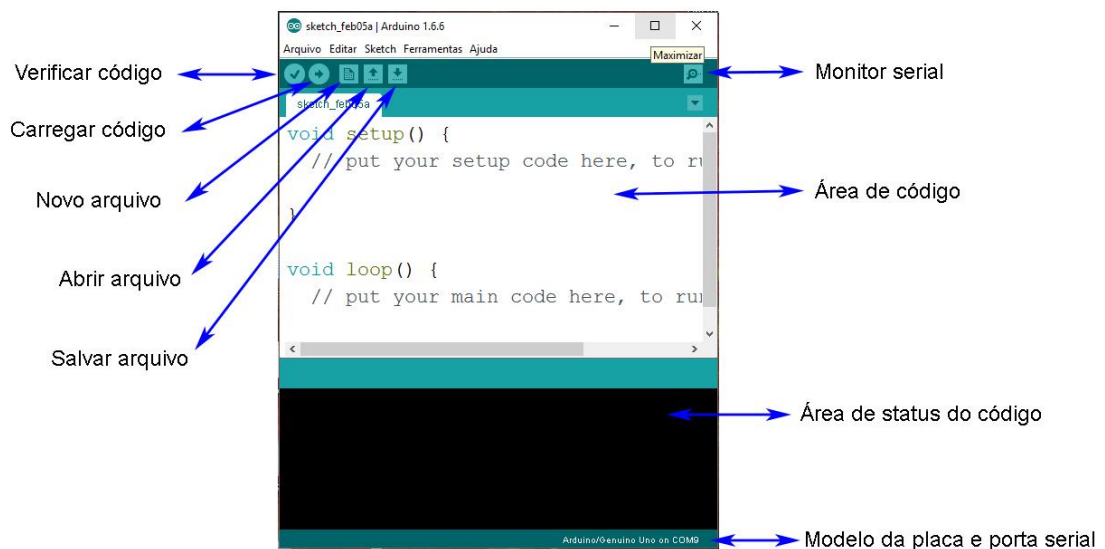 sketch_feb05a | Arduino 1.6.6
Arquivo Editar Sketch Ferramentas Ajuda
Maximizar
Verificar código
Monitor serial
sketch_feb05a
Carregar código
void setup() {
// put your setup code here, to
Novo arquivo
Área de código
}
Abrir arquivo
void loop() {
// put your main code here, to
Salvar arquivo
Área de status do código
Arduino/Genuino Uno on COM9
Modelo da placa e porta serial